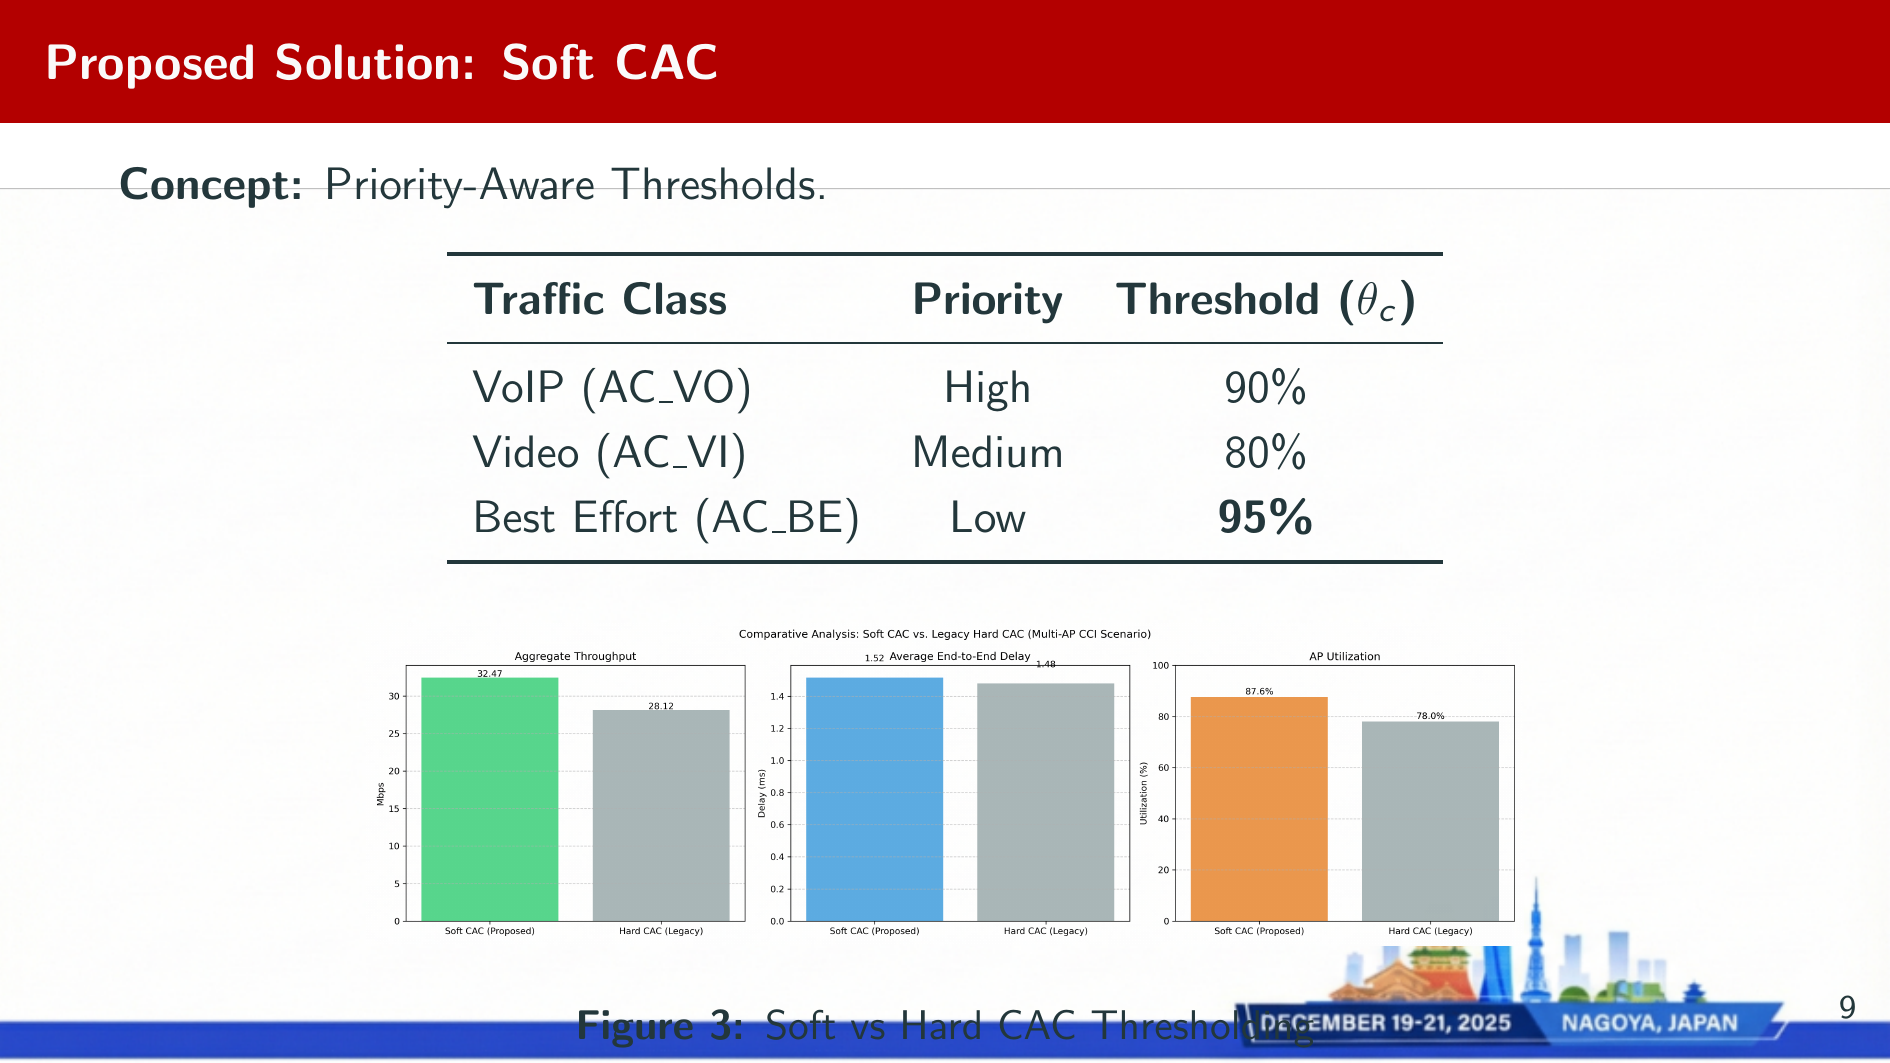 Proposed Solution: Soft CAC
Concept: Priority-Aware Thresholds.
Traffic Class Priority Threshold (θc)
VoIP (AC_VO) High 90%
Video (AC_VI) Medium 80%
Best Effort (AC_BE) Low 95%
Comparative Analysis: Soft CAC vs. Legacy Hard CAC (Multi-AP CCI Scenario)
Aggregate Throughput
32.47
28.12
30
25
20
15
10
5
0
Mbps
Soft CAC (Proposed) Hard CAC (Legacy)
Average End-to-End Delay
1.52
1.48
1.4
1.2
1.0
0.8
0.6
0.4
0.2
0.0
Delay (ms)
Soft CAC (Proposed) Hard CAC (Legacy)
AP Utilization
87.6%
78.0%
100
80
60
40
20
0
Utilization (%)
Soft CAC (Proposed) Hard CAC (Legacy)
Figure 3: Soft vs Hard CAC Thresholding
DECEMBER 19-21, 2025 NAGOYA, JAPAN
9